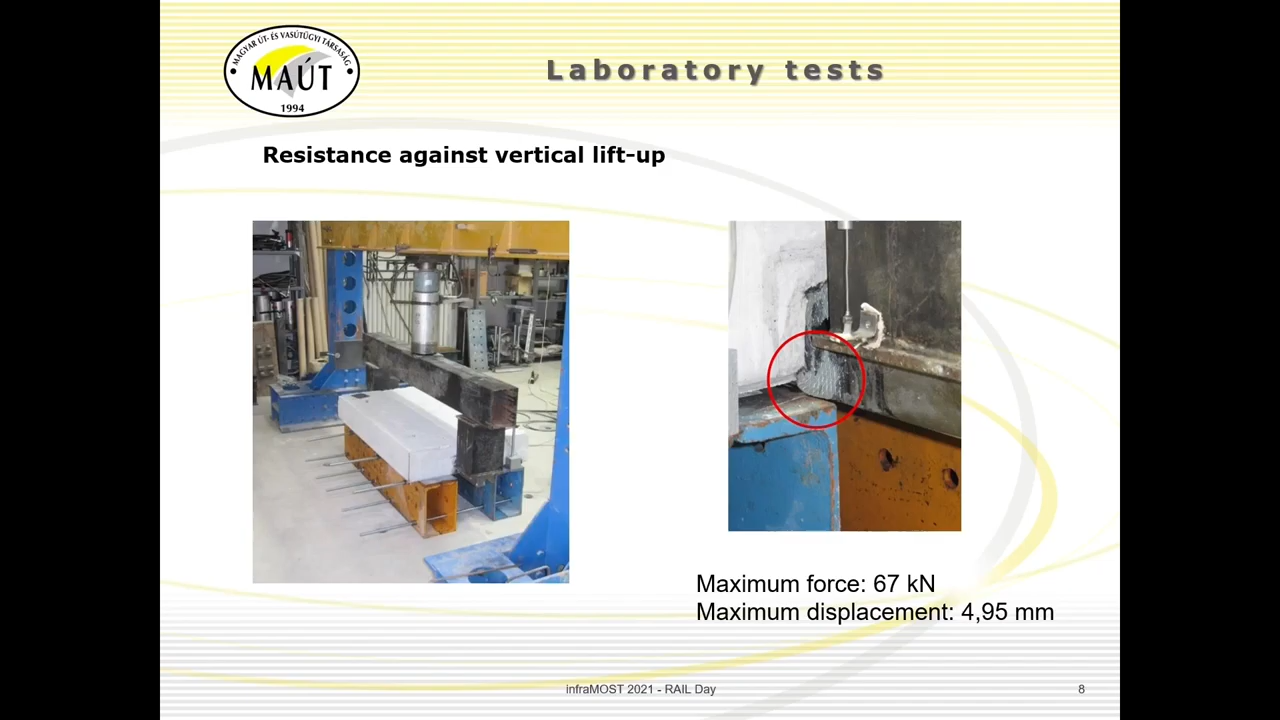 MAGYAR ÚT- ÉS VASÚTÜGYI TÁRSASÁG
MAÚT
1994
Laboratory tests
Resistance against vertical lift-up
Maximum force: 67 kN
Maximum displacement: 4,95 mm
infraMOST 2021 - RAIL Day
8